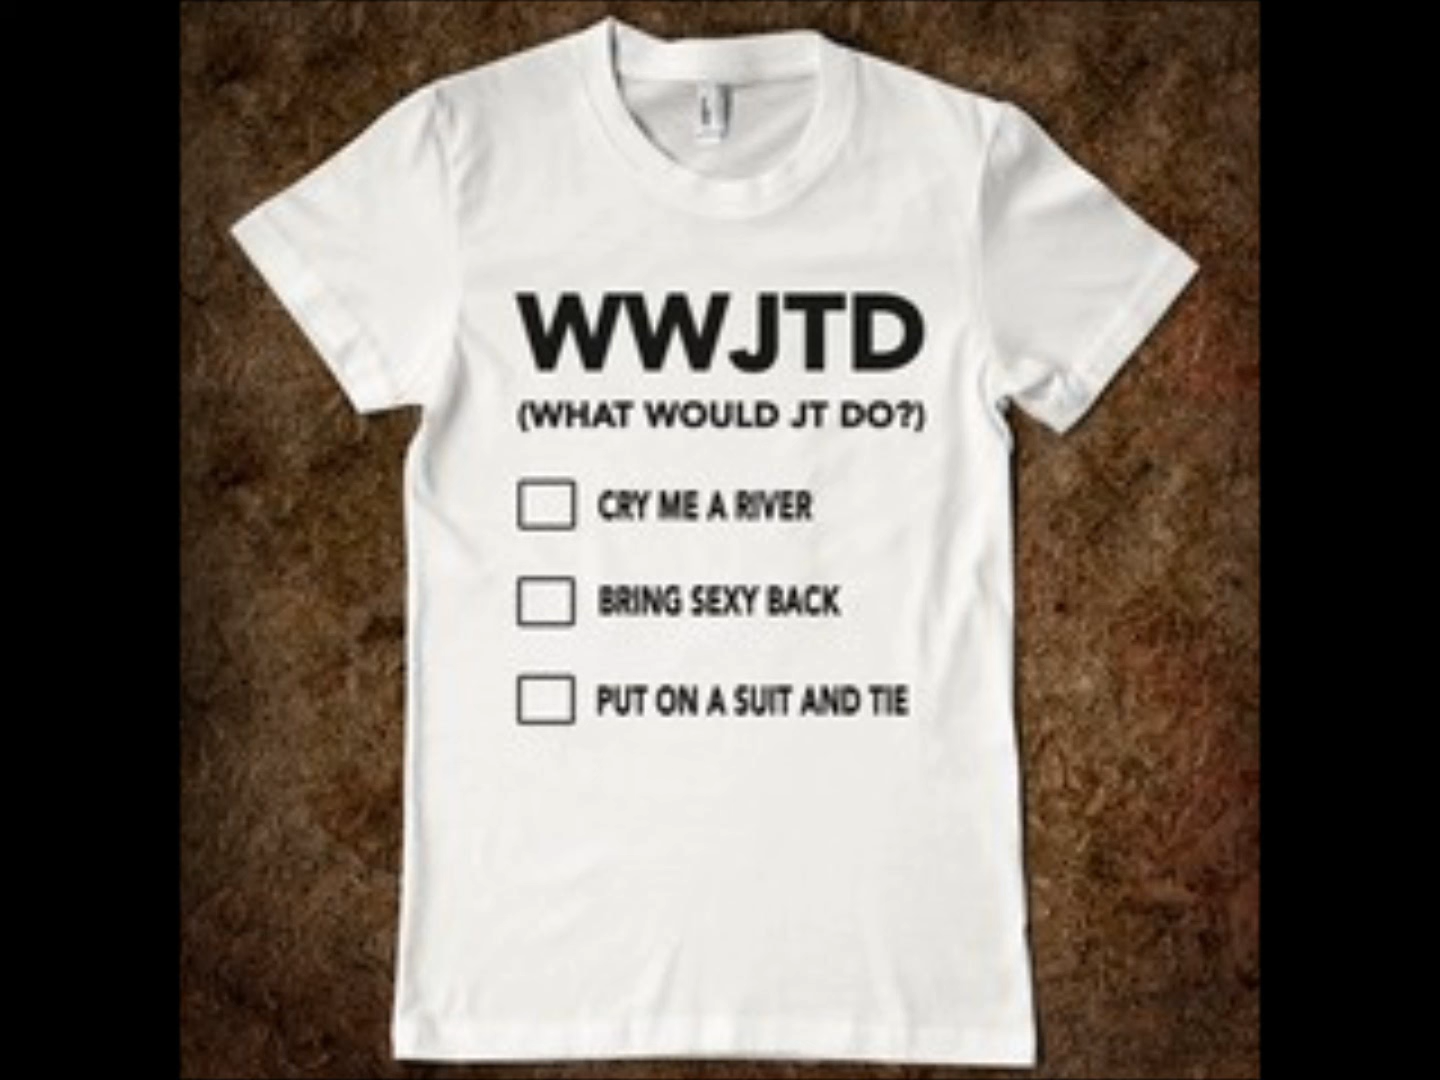 WWJTD
(WHAT WOULD JT DO?)
CRY ME A RIVER
BRING SEXY BACK
PUT ON A SUIT AND TIE